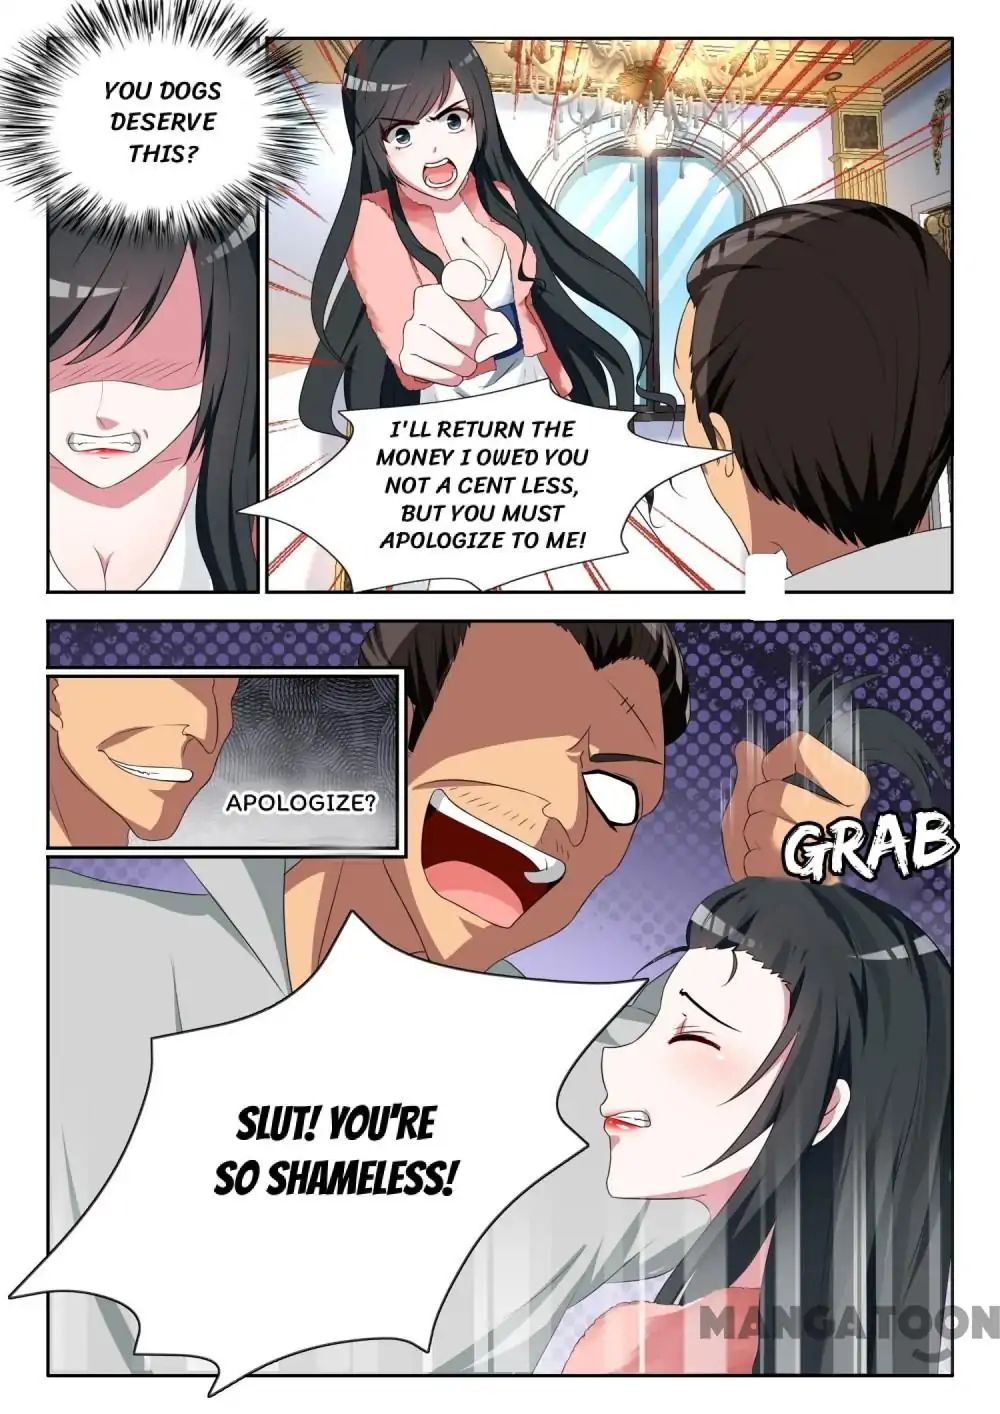 YOU DOGS
DESERVE
THIS?
I'LL RETURN THE
MONEY I OWED YOU
NOT A CENT LESS,
BUT YOU MUST
APOLOGIZE TO ME!
APOLOGIZE?
GRAB
SLUT! YOU'RE
SO SHAMELESS!
MANGATOON